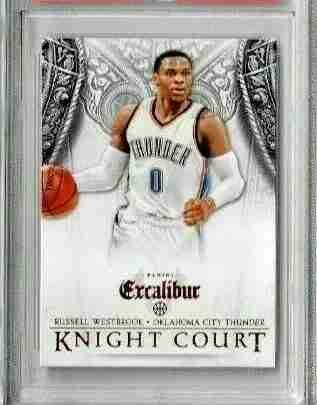 THUNDER
0
PANINI
Excalibur
RUSSELL WESTBROOK • OKLAHOMA CITY THUNDER
KNIGHT COURT